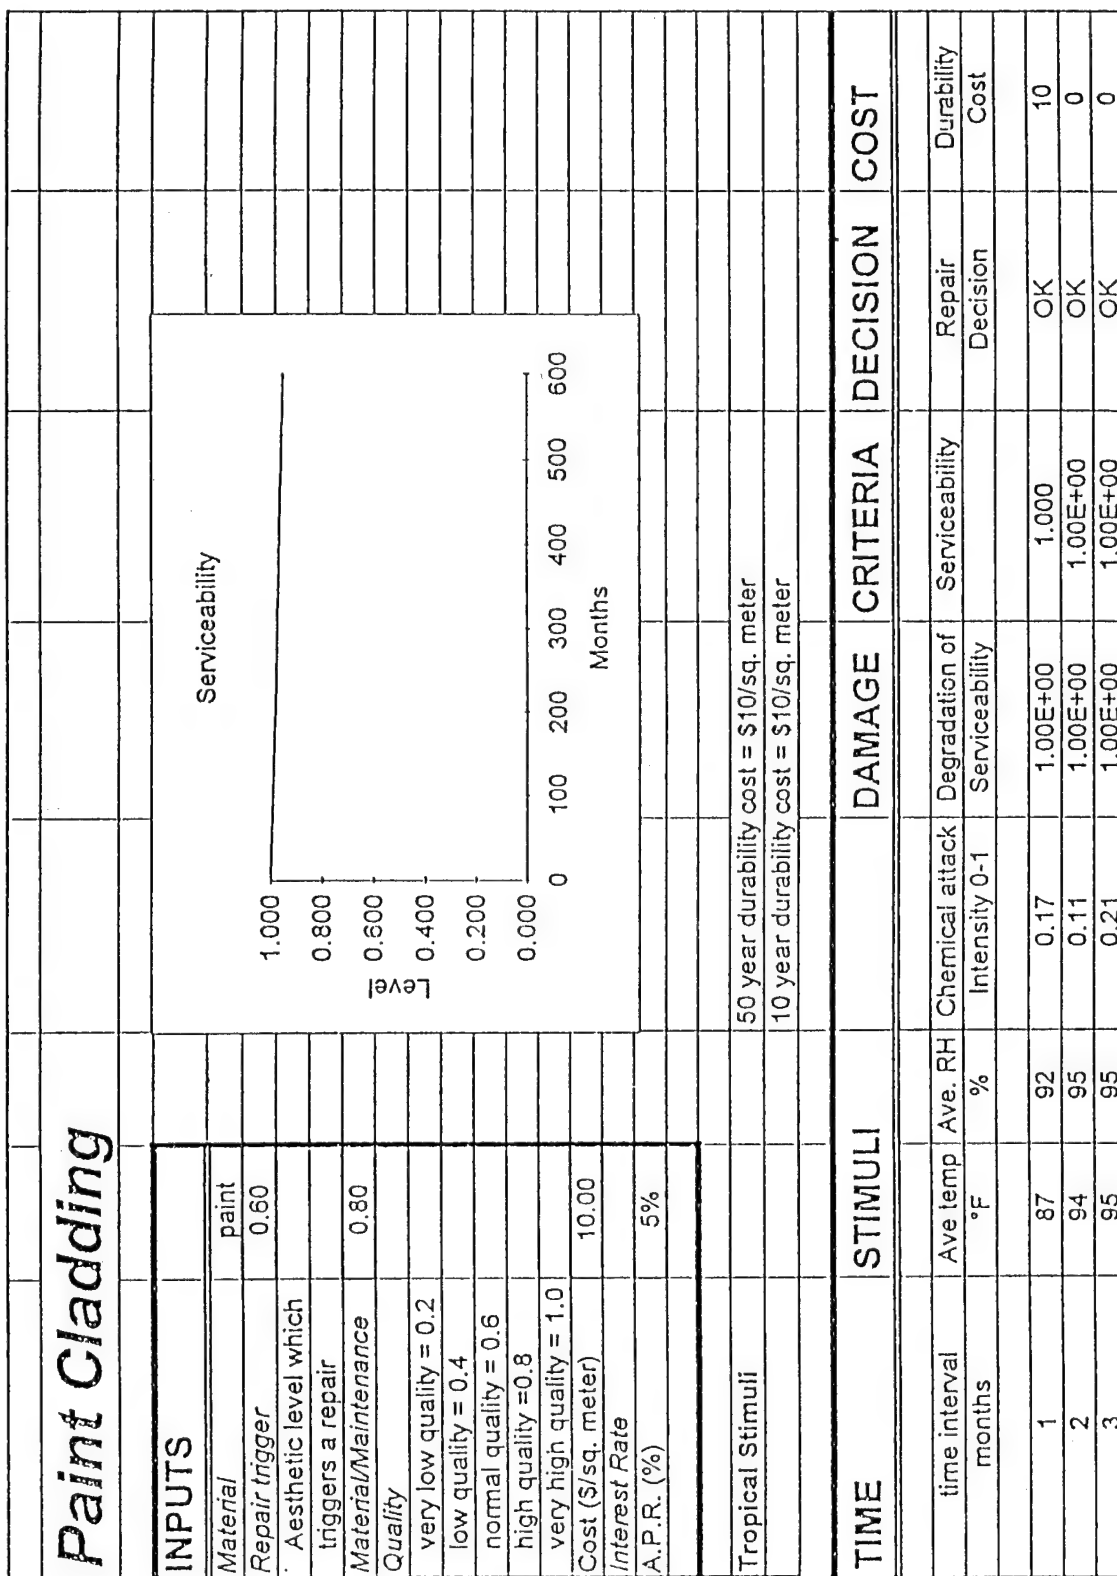 Paint Cladding
INPUTS
Material paint
Repair trigger 0.60
Aesthetic level which
triggers a repair
Material/Maintenance 0.80
Quality
very low quality = 0.2
low quality = 0.4
normal quality = 0.6
high quality =0.8
very high quality = 1.0
Cost ($/sq. meter) 10.00
Interest Rate
A.P.R. (%) 5%
Serviceability
Level
1.000
0.800
0.600
0.400
0.200
0.000
0 100 200 300 400 500 600
Months
Tropical Stimuli 50 year durability cost = $10/sq. meter
10 year durability cost = $10/sq. meter
TIME STIMULI DAMAGE CRITERIA DECISION COST
time interval Ave temp Ave. RH Chemical attack Degradation of Serviceability Repair Durability
months °F % Intensity 0-1 Serviceability Decision Cost
1 87 92 0.17 1.00E+00 1.000 OK 10
2 94 95 0.11 1.00E+00 1.00E+00 OK 0
3 95 95 0.21 1.00E+00 1.00E+00 OK 0